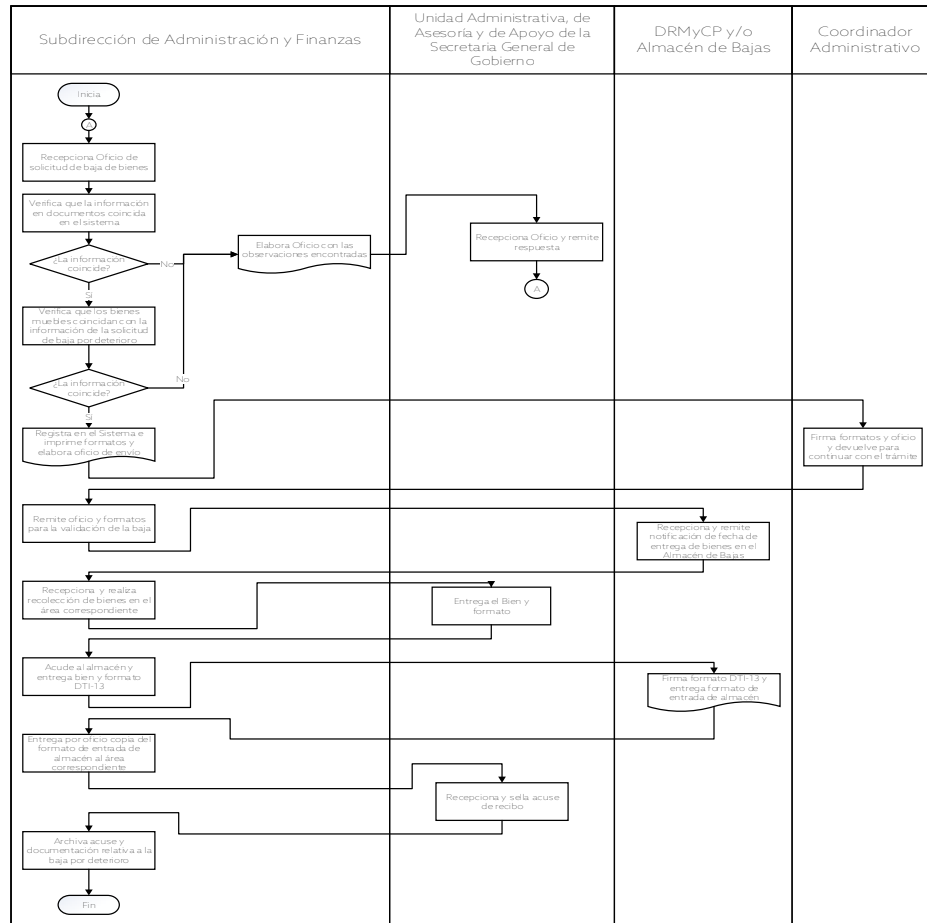 Subdirección de Administración y Finanzas
Unidad Administrativa, de
Asesoría y de Apoyo de la
Secretaria General de
Gobierno
DRMyCP y/o
Almacén de Bajas
Coordinador
Administrativo
Inicia
A
Recepciona Oficio de
solicitud de baja de bienes
Verifica que la información
en documentos coincida
en el sistema
¿La información
coincide?
No
Elabora Oficio con las
observaciones encontradas
Recepciona Oficio y remite
respuesta
A
Si
Verifica que los bienes
muebles coincidan con la
información de la solicitud
de baja por deterioro
¿La información
coincide?
No
Si
Registra en el Sistema e
imprime formatos y
elabora oficio de envío
Firma formatos y oficio
y devuelve para
continuar con el trámite
Remite oficio y formatos
para la validación de la baja
Recepciona y remite
notificación de fecha de
entrega de bienes en el
Almacén de Bajas
Recepciona y realiza
recolección de bienes en el
área correspondiente
Entrega el Bien y
formato
Acude al almacén y
entrega bien y formato
DTI-13
Firma formato DTI-13 y
entrega formato de
entrada de almacén
Entrega por oficio copia del
formato de entrada de
almacén al área
correspondiente
Recepciona y sella acuse
de recibo
Archiva acuse y
documentación relativa a la
baja por deterioro
Fin